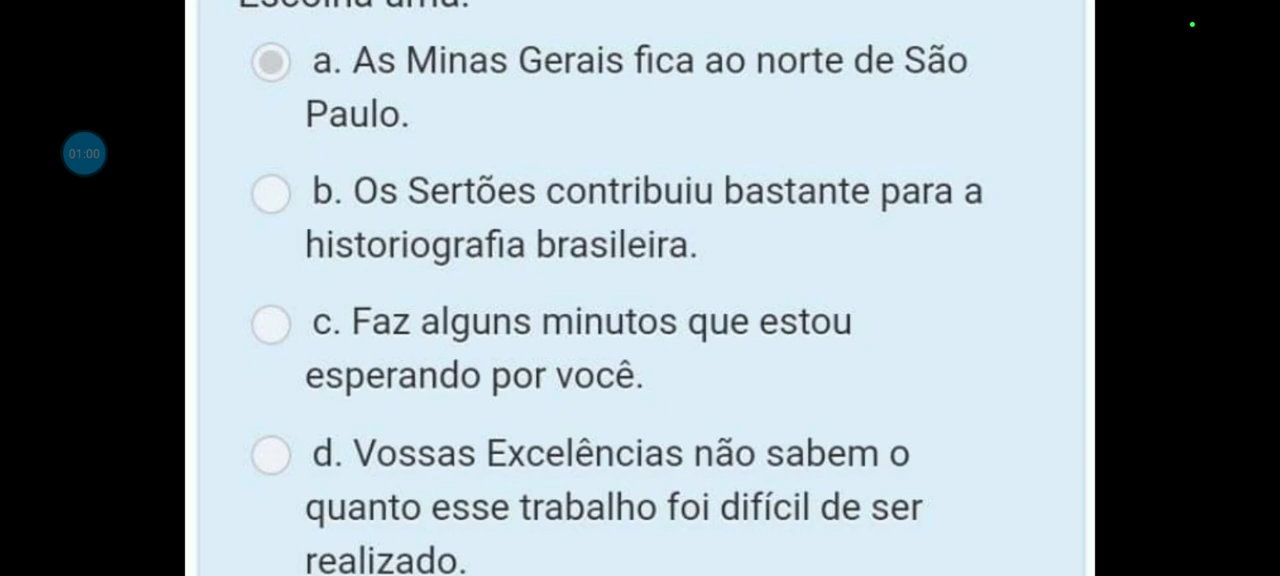 Escolha uma:
a. As Minas Gerais fica ao norte de São
Paulo.
01:00
b. Os Sertões contribuiu bastante para a
historiografia brasileira.
c. Faz alguns minutos que estou
esperando por você.
d. Vossas Excelências não sabem o
quanto esse trabalho foi difícil de ser
realizado.